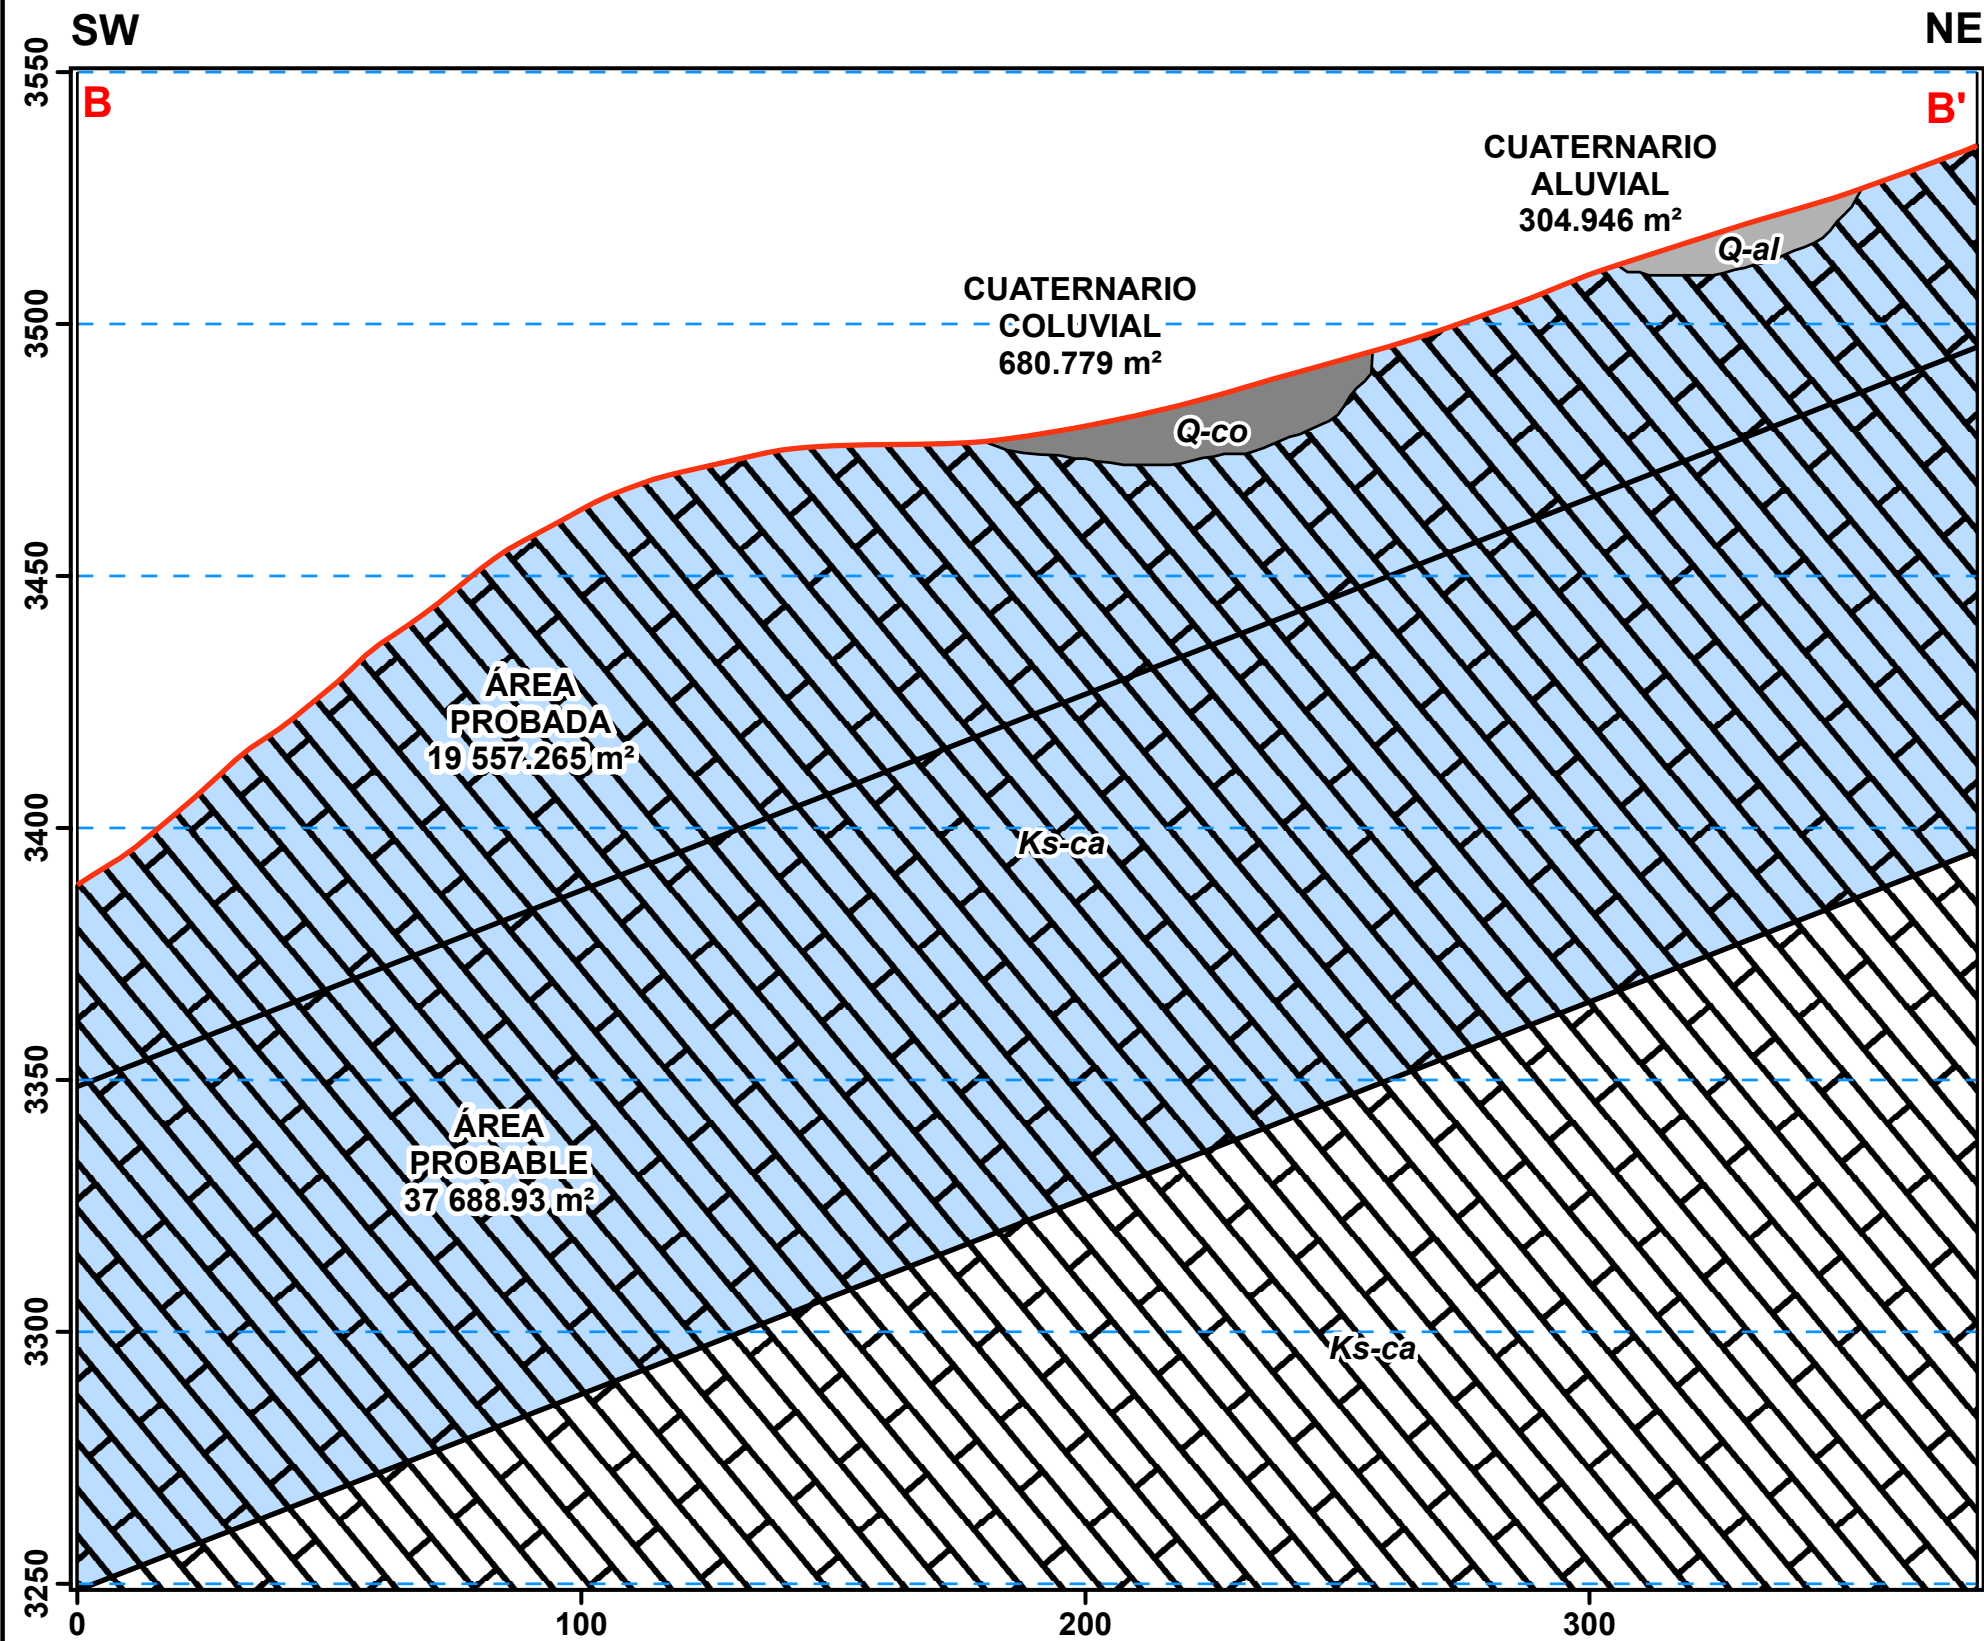 SW
NE
3550
B
B'
CUATERNARIO
ALUVIAL
304.946 m²
Q-al
CUATERNARIO
COLUVIAL
680.779 m²
3500
Q-co
3450
ÁREA
PROBADA
19 557.265 m²
3400
Ks-ca
3350
ÁREA
PROBABLE
37 688.93 m²
3300
Ks-ca
3250
0
100
200
300